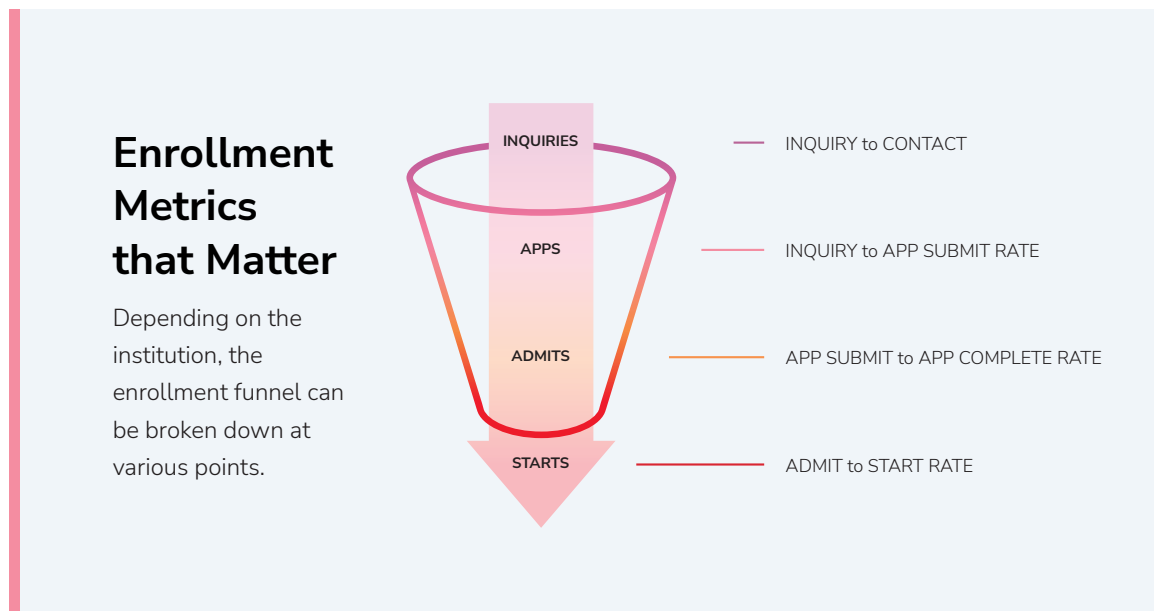 Enrollment
Metrics
that Matter
Depending on the
institution, the
enrollment funnel can
be broken down at
various points.
INQUIRIES
INQUIRY to CONTACT
APPS
INQUIRY to APP SUBMIT RATE
ADMITS
APP SUBMIT to APP COMPLETE RATE
STARTS
ADMIT to START RATE